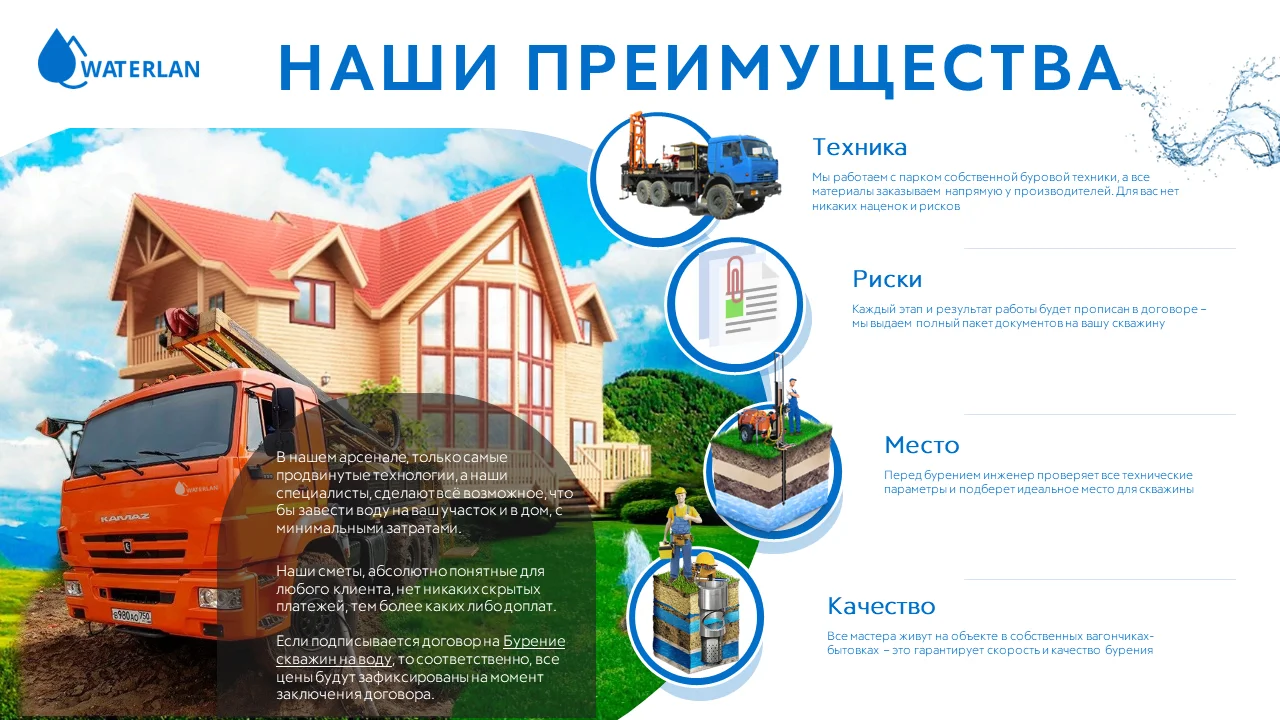 WATERLAN
НАШИ ПРЕИМУЩЕСТВА
Техника
Мы работаем с парком собственной буровой техники, а все
материалы заказываем напрямую у производителей. Для вас нет
никаких наценок и рисков
Риски
Каждый этап и результат работы будет прописан в договоре –
мы выдаем полный пакет документов на вашу скважину
Место
Перед бурением инженер проверяет все технические
параметры и подберет идеальное место для скважины
Качество
Все мастера живут на объекте в собственных вагончиках-
бытовках – это гарантирует скорость и качество бурения
В нашем арсенале, только самые
продвинутые технологии, а наши
специалисты, сделают всё возможное, что
бы завести воду на ваш участок и в дом, с
минимальными затратами.
Наши сметы, абсолютно понятные для
любого клиента, нет никаких скрытых
платежей, тем более каких либо доплат.
Если подписывается договор на Бурение
скважин на воду, то соответственно, все
цены будут зафиксированы на момент
заключения договора.
WATERLAN
КАМАZ
в980ао 750